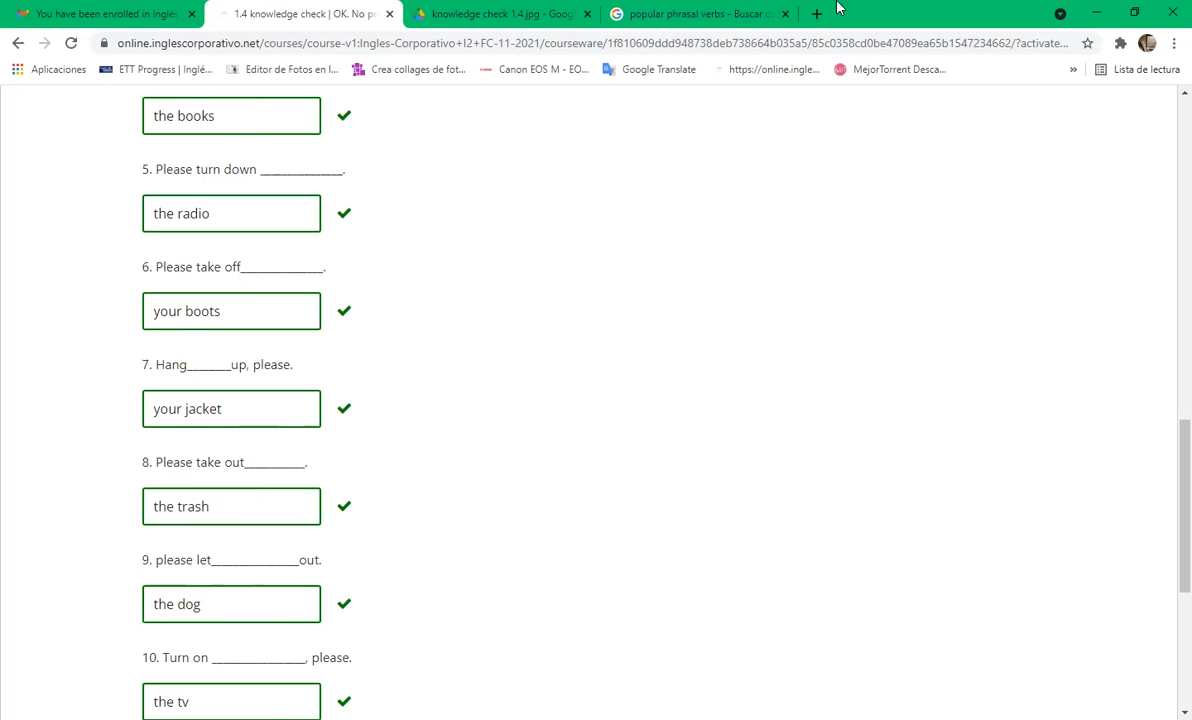 You have been enrolled in Inglés
1.4 knowledge check | OK. No pr
knowledge check 1.4.jpg - Goog
popular phrasal verbs - Buscar co
online.inglescorporativo.net/courses/course-v1:Ingles-Corporativo+I2+FC-11-2021/courseware/1f810609ddd948738deb738664b035a5/85c0358cd0be47089ea65b1547234662/?activate...
Aplicaciones
ETT Progress | Inglé...
Editor de Fotos en l...
Crea collages de fot...
Canon EOS M - EO...
Google Translate
https://online.ingle...
MejorTorrent Desca...
»
Lista de lectura
the books
5. Please turn down ______________.
the radio
6. Please take off______________.
your boots
7. Hang_______up, please.
your jacket
8. Please take out__________.
the trash
9. please let______________out.
the dog
10. Turn on _______________, please.
the tv